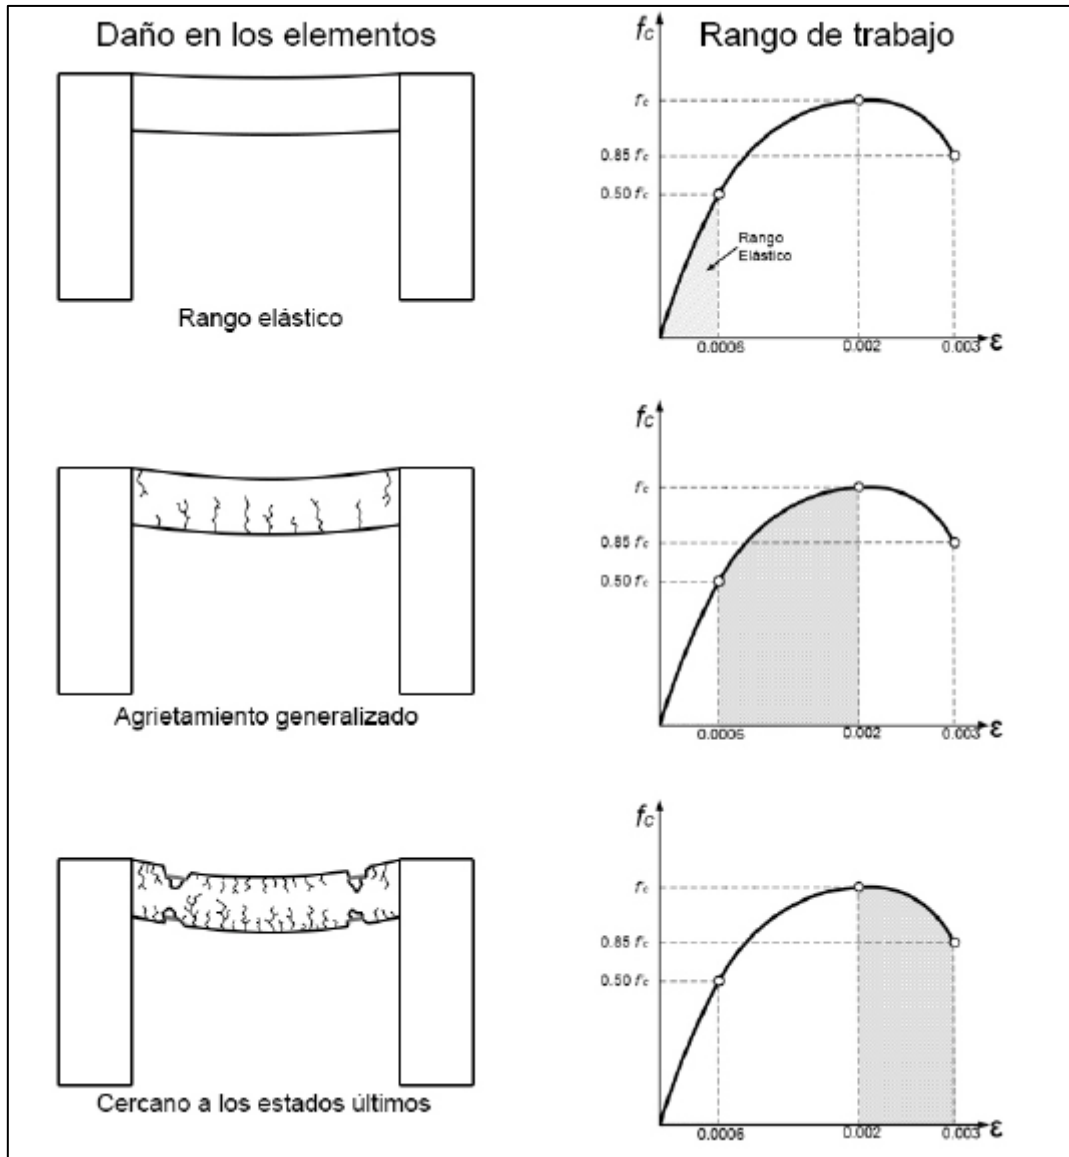 Daño en los elementos
Rango de trabajo
fc
f'c
0.85 f'c
0.50 f'c
Rango
Elástico
0.0006
0.002
0.003
ε
Rango elástico
fc
f'c
0.85 f'c
0.50 f'c
0.0006
0.002
0.003
ε
Agrietamiento generalizado
fc
f'c
0.85 f'c
0.50 f'c
0.0006
0.002
0.003
ε
Cercano a los estados últimos